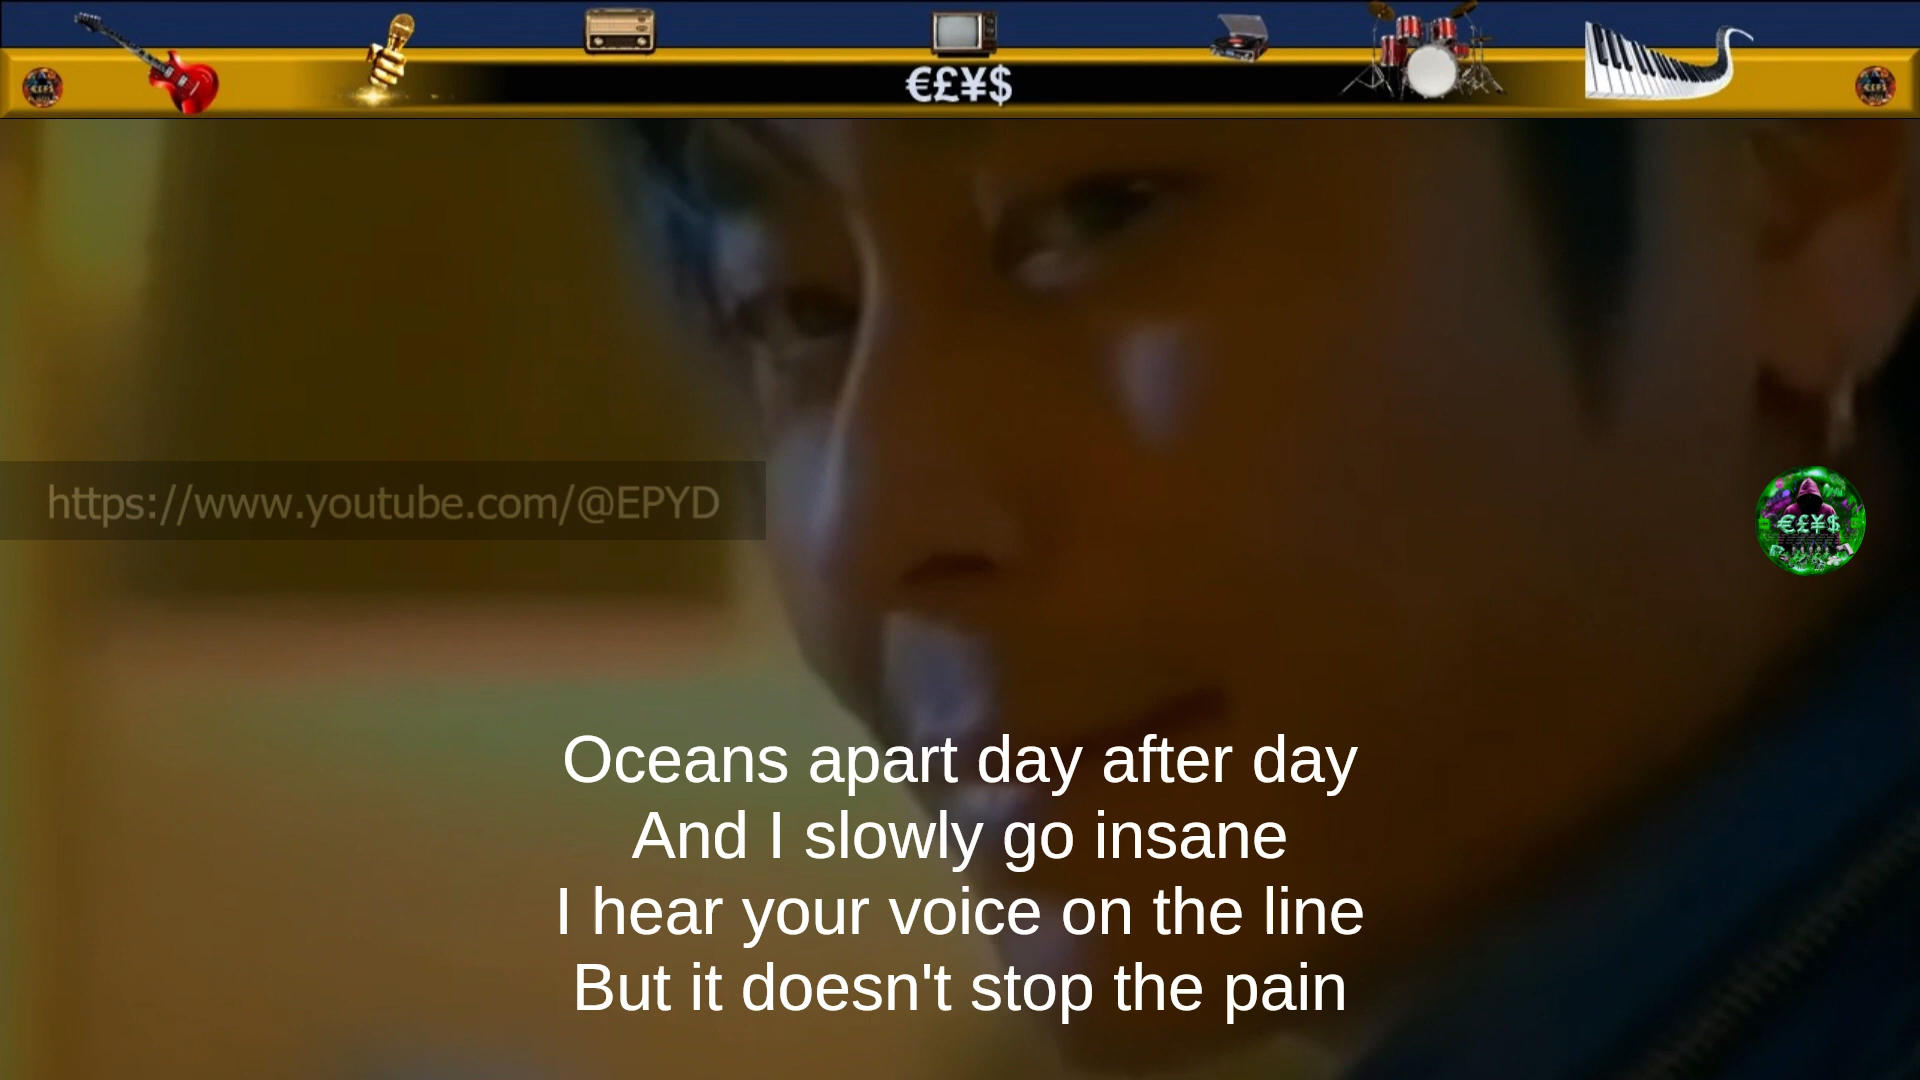 €£¥$
https://www.youtube.com/@EPYD
€£¥$
Oceans apart day after day
And I slowly go insane
I hear your voice on the line
But it doesn't stop the pain